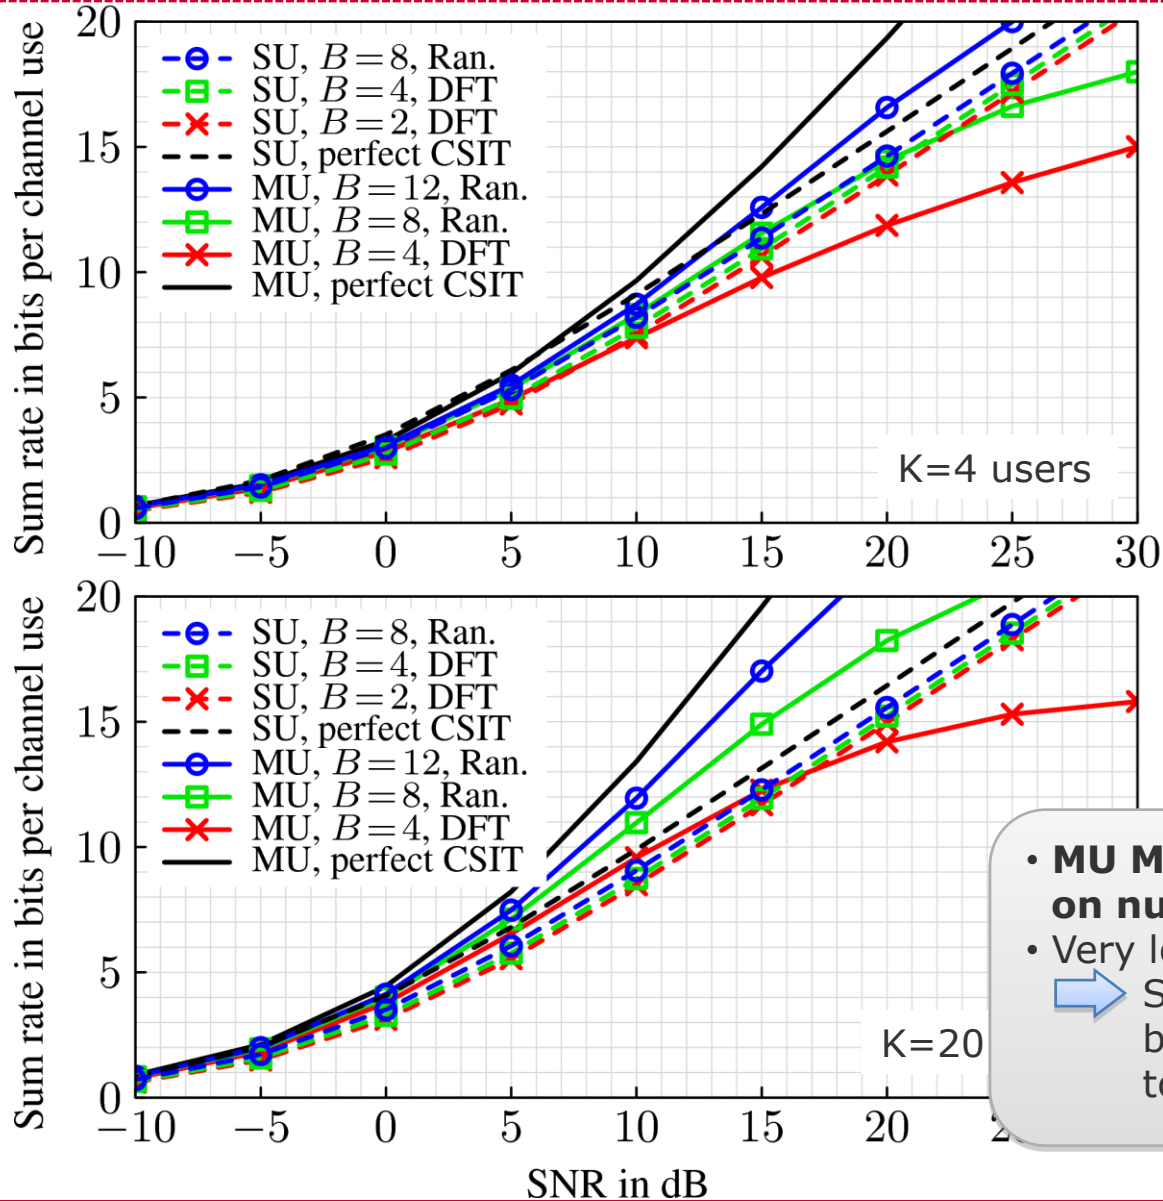 Sum rate in bits per channel use
20
15
10
5
0
SU, B=8, Ran.
SU, B=4, DFT
SU, B=2, DFT
SU, perfect CSIT
MU, B=12, Ran.
MU, B=8, Ran.
MU, B=4, DFT
MU, perfect CSIT
K=4 users
−10 −5 0 5 10 15 20 25 30
Sum rate in bits per channel use
20
15
10
5
0
SU, B=8, Ran.
SU, B=4, DFT
SU, B=2, DFT
SU, perfect CSIT
MU, B=12, Ran.
MU, B=8, Ran.
MU, B=4, DFT
MU, perfect CSIT
K=20
−10 −5 0 5 10 15 20
SNR in dB
• MU
on
• Very